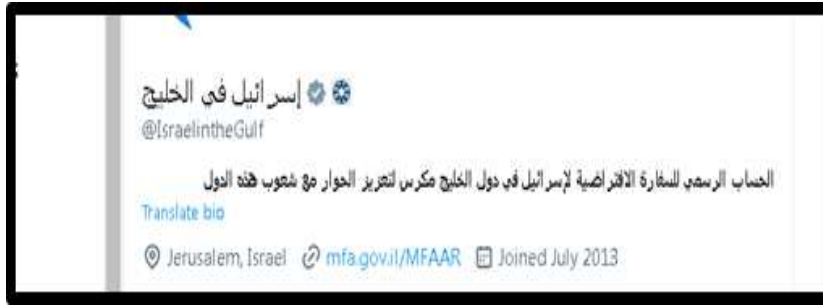 إسرائيل في الخليج
@IsraelintheGulf
الحساب الرسمي للسفارة الافتراضية لإسرائيل في دول الخليج مكرس لتعزيز الحوار مع شعوب هذه الدول
Translate bio
Jerusalem, Israel mfa.gov.il/MFAAR Joined July 2013